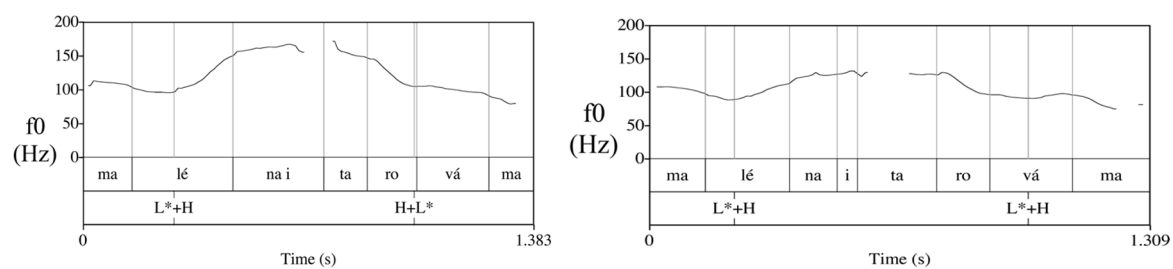 200
150
100
50
0
f0
(Hz)
ma lé na i ta ro vá ma
L*+H H+L*
0 1.383
Time (s)
200
150
100
50
0
f0
(Hz)
ma lé na i ta ro vá ma
L*+H L*+H
0 1.309
Time (s)